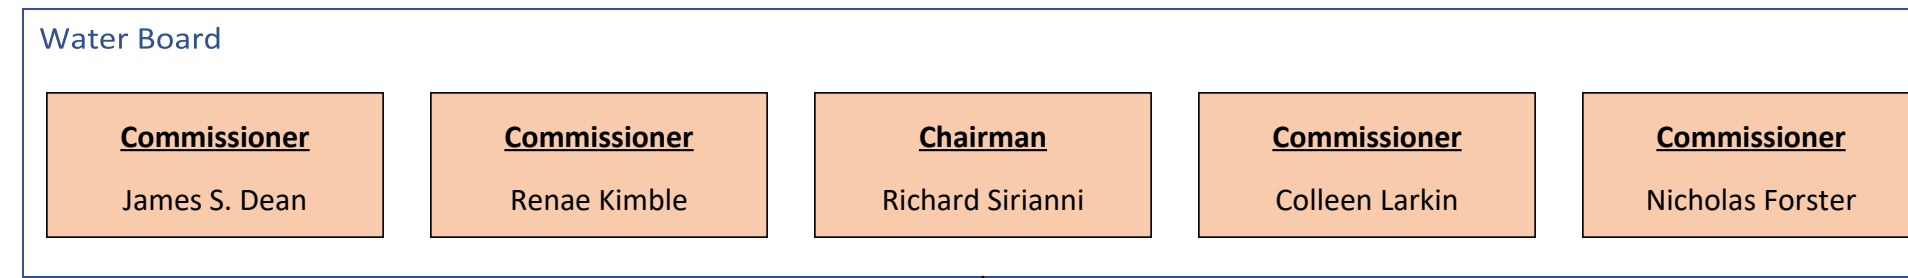 Water Board
Commissioner
James S. Dean
Commissioner
Renae Kimble
Chairman
Richard Sirianni
Commissioner
Colleen Larkin
Commissioner
Nicholas Forster